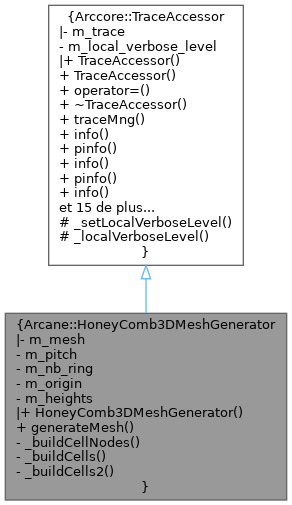 {Arccore::TraceAccessor
|- m_trace
- m_local_verbose_level
|+ TraceAccessor()
+ TraceAccessor()
+ operator=()
+ ~TraceAccessor()
+ traceMng()
+ info()
+ pinfo()
+ info()
+ pinfo()
+ info()
et 15 de plus...
# _setLocalVerboseLevel()
# _localVerboseLevel()
}
{Arcane::HoneyComb3DMeshGenerator
|- m_mesh
- m_pitch
- m_nb_ring
- m_origin
- m_heights
|+ HoneyComb3DMeshGenerator()
+ generateMesh()
- _buildCellNodes()
- _buildCells()
- _buildCells2()
}